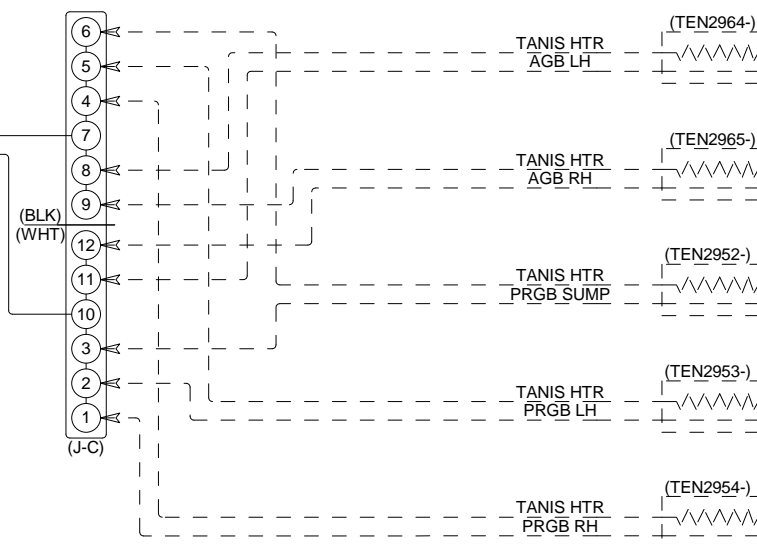 6
5
4
7
8
9
(BLK)
(WHT)
12
11
10
3
2
1
(J-C)
TANIS HTR
AGB LH
(TEN2964-)
TANIS HTR
AGB RH
(TEN2965-)
TANIS HTR
PRGB SUMP
(TEN2952-)
TANIS HTR
PRGB LH
(TEN2953-)
TANIS HTR
PRGB RH
(TEN2954-)